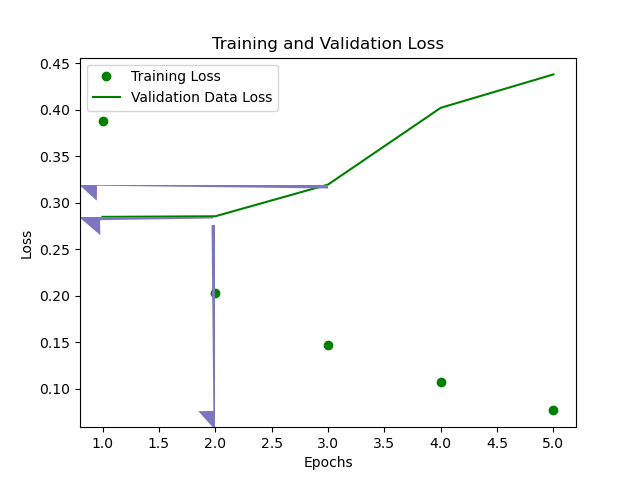 Training and Validation Loss
Training Loss
Validation Data Loss
0.45
0.40
0.35
0.30
0.25
0.20
0.15
0.10
Loss
1.0 1.5 2.0 2.5 3.0 3.5 4.0 4.5 5.0
Epochs